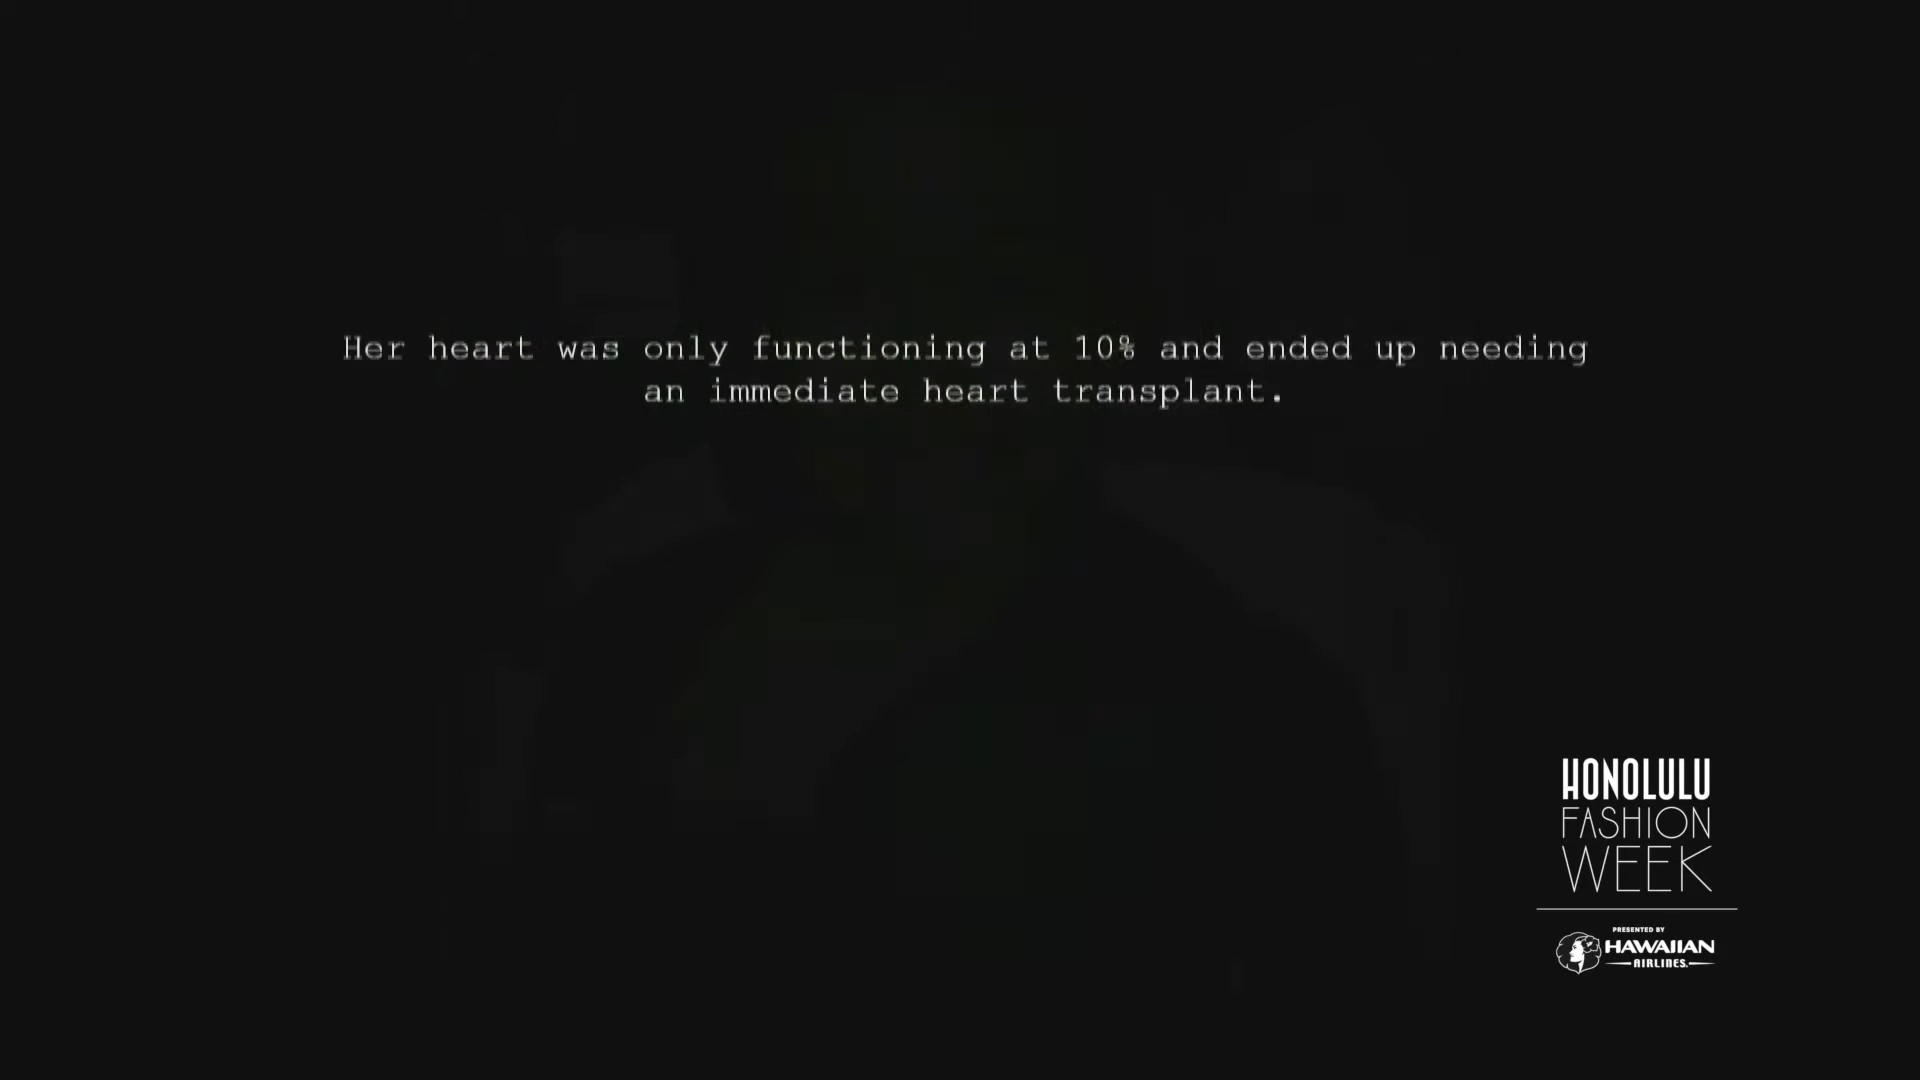 Her heart was only functioning at 10% and ended up needing
an immediate heart transplant.
HONOLULU
FASHION
WEEK
PRESENTED BY
HAWAIIAN
AIRLINES.